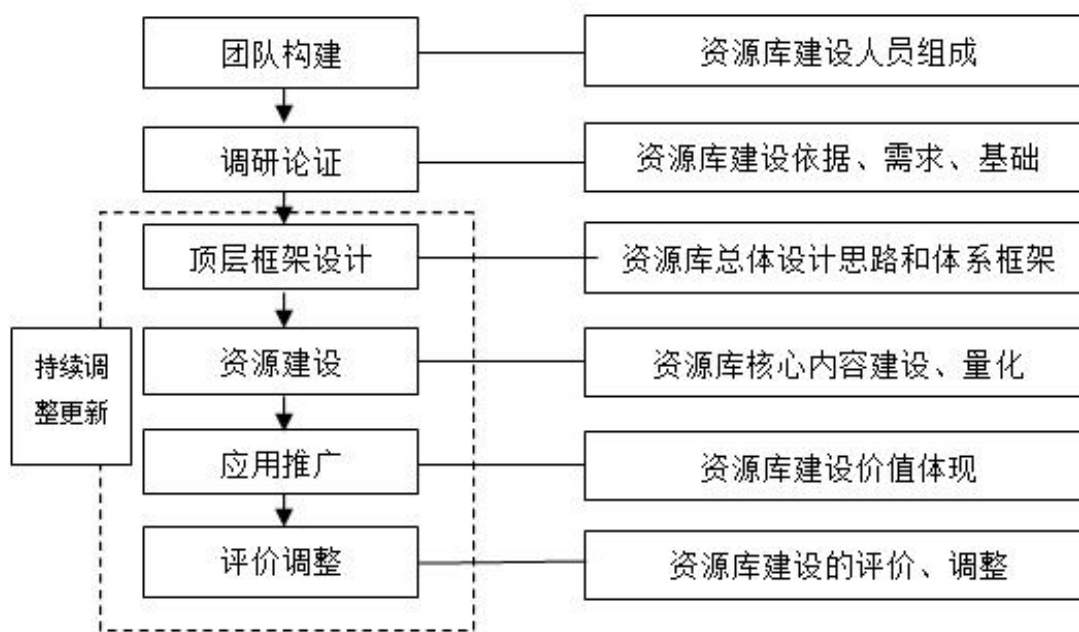 团队构建
资源库建设人员组成
调研论证
资源库建设依据、需求、基础
顶层框架设计
资源库总体设计思路和体系框架
持续调
整更新
资源建设
资源库核心内容建设、量化
应用推广
资源库建设价值体现
评价调整
资源库建设的评价、调整